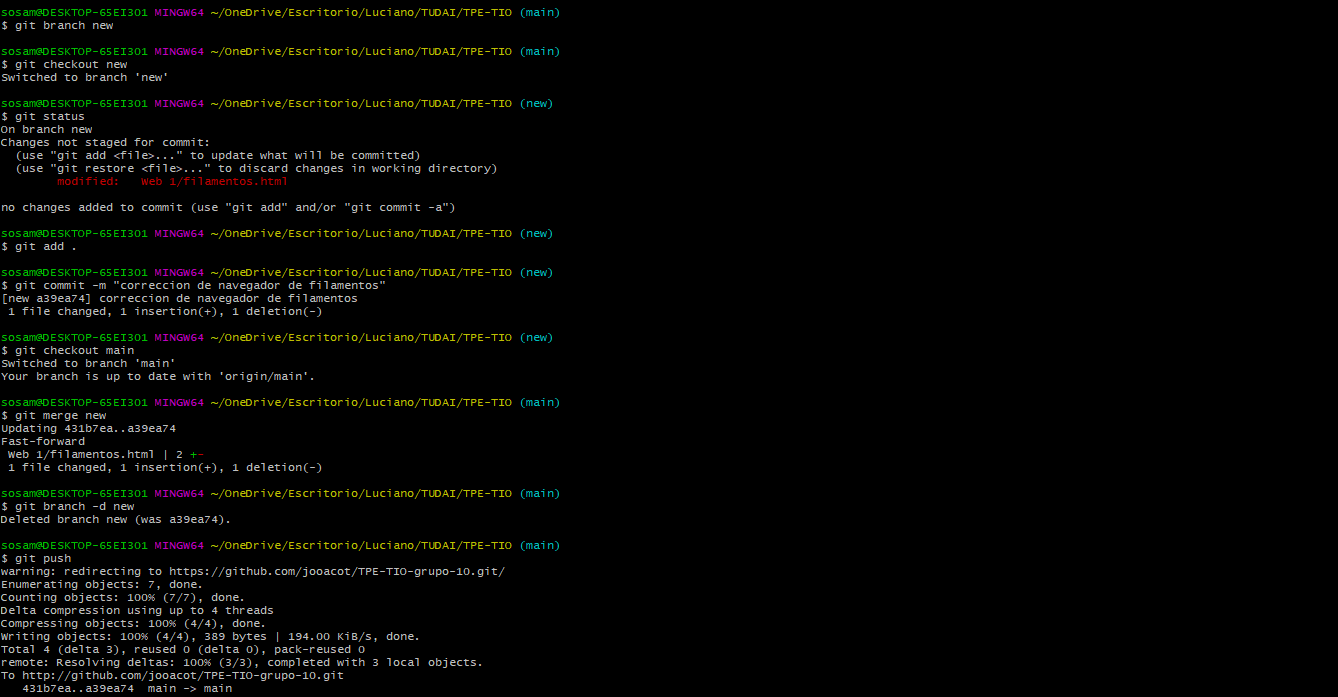 sosam@DESKTOP-65EI3O1 MINGW64 ~/OneDrive/Escritorio/Luciano/TUDAI/TPE-TIO (main)
$ git branch new

sosam@DESKTOP-65EI3O1 MINGW64 ~/OneDrive/Escritorio/Luciano/TUDAI/TPE-TIO (main)
$ git checkout new
Switched to branch 'new'

sosam@DESKTOP-65EI3O1 MINGW64 ~/OneDrive/Escritorio/Luciano/TUDAI/TPE-TIO (new)
$ git status
On branch new
Changes not staged for commit:
  (use "git add <file>..." to update what will be committed)
  (use "git restore <file>..." to discard changes in working directory)
        modified:   Web 1/filamentos.html

no changes added to commit (use "git add" and/or "git commit -a")

sosam@DESKTOP-65EI3O1 MINGW64 ~/OneDrive/Escritorio/Luciano/TUDAI/TPE-TIO (new)
$ git add .

sosam@DESKTOP-65EI3O1 MINGW64 ~/OneDrive/Escritorio/Luciano/TUDAI/TPE-TIO (new)
$ git commit -m "correccion de navegador de filamentos"
[new a39ea74] correccion de navegador de filamentos
 1 file changed, 1 insertion(+), 1 deletion(-)

sosam@DESKTOP-65EI3O1 MINGW64 ~/OneDrive/Escritorio/Luciano/TUDAI/TPE-TIO (new)
$ git checkout main
Switched to branch 'main'
Your branch is up to date with 'origin/main'.

sosam@DESKTOP-65EI3O1 MINGW64 ~/OneDrive/Escritorio/Luciano/TUDAI/TPE-TIO (main)
$ git merge new
Updating 431b7ea..a39ea74
Fast-forward
 Web 1/filamentos.html | 2 +-
 1 file changed, 1 insertion(+), 1 deletion(-)

sosam@DESKTOP-65EI3O1 MINGW64 ~/OneDrive/Escritorio/Luciano/TUDAI/TPE-TIO (main)
$ git branch -d new
Deleted branch new (was a39ea74).

sosam@DESKTOP-65EI3O1 MINGW64 ~/OneDrive/Escritorio/Luciano/TUDAI/TPE-TIO (main)
$ git push
warning: redirecting to https://github.com/jooacot/TPE-TIO-grupo-10.git/
Enumerating objects: 7, done.
Counting objects: 100% (7/7), done.
Delta compression using up to 4 threads
Compressing objects: 100% (4/4), done.
Writing objects: 100% (4/4), 389 bytes | 194.00 KiB/s, done.
Total 4 (delta 3), reused 0 (delta 0), pack-reused 0
remote: Resolving deltas: 100% (3/3), completed with 3 local objects.
To http://github.com/jooacot/TPE-TIO-grupo-10.git
   431b7ea..a39ea74  main -> main